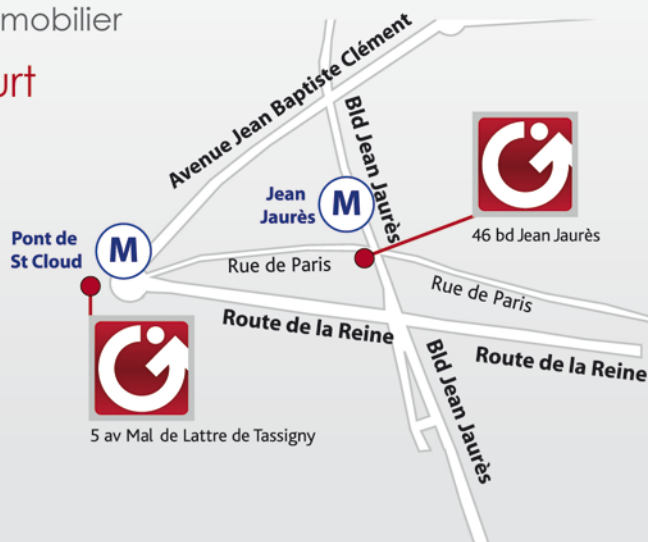 mobilier
urt
Avenue Jean Baptiste Clément
Bld Jean Jaurès
Jean
Jaurès
M
46 bd Jean Jaurès
Pont de
St Cloud
M
Rue de Paris
Rue de Paris
Route de la Reine
Route de la Reine
Bld Jean Jaurès
5 av Mal de Lattre de Tassigny